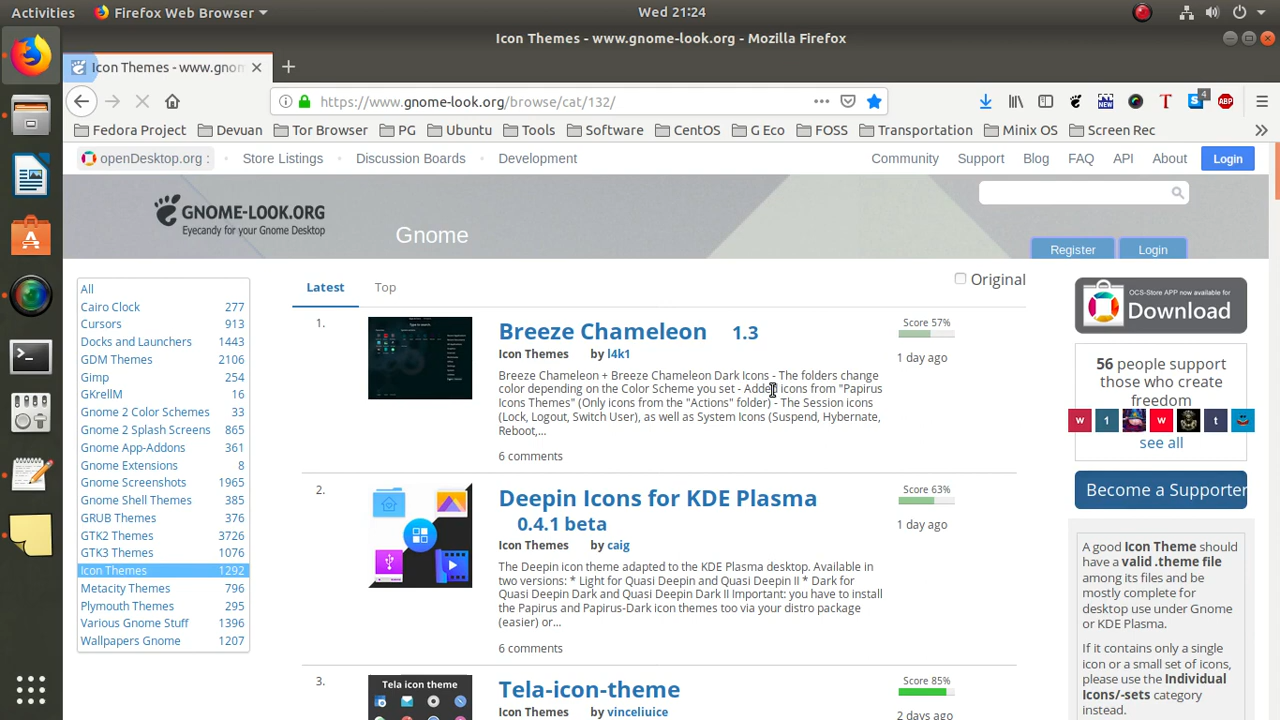 Activities Firefox Web Browser Wed 21:24
Icon Themes - www.gnome-look.org - Mozilla Firefox
Icon Themes - www.gnom
https://www.gnome-look.org/browse/cat/132/
4
ABP
Fedora Project Devuan Tor Browser PG Ubuntu Tools Software CentOS G Eco FOSS Transportation Minix OS Screen Rec
openDesktop.org : Store Listings Discussion Boards Development Community Support Blog FAQ API About Login
GNOME-LOOK.ORG
Eyecandy for your Gnome Desktop
Gnome
Register Login
All
Cairo Clock 277
Cursors 913
Docks and Launchers 1443
GDM Themes 2106
Gimp 254
GKrellM 16
Gnome 2 Color Schemes 33
Gnome 2 Splash Screens 865
Gnome App-Addons 361
Gnome Extensions 8
Gnome Screenshots 1965
Gnome Shell Themes 385
GRUB Themes 376
GTK2 Themes 3726
GTK3 Themes 1076
Icon Themes 1292
Metacity Themes 796
Plymouth Themes 295
Various Gnome Stuff 1396
Wallpapers Gnome 1207
Latest Top Original
1.
Breeze Chameleon 1.3
Icon Themes by l4k1
Breeze Chameleon + Breeze Chameleon Dark Icons - The folders change
color depending on the Color Scheme you set - Added icons from "Papirus
Icons Themes" (Only icons from the "Actions" folder) - The Session icons
(Lock, Logout, Switch User), as well as System Icons (Suspend, Hybernate,
Reboot,...
6 comments
Score 57%
1 day ago
2.
Deepin Icons for KDE Plasma
0.4.1 beta
Icon Themes by caig
The Deepin icon theme adapted to the KDE Plasma desktop. Available in
two versions: * Light for Quasi Deepin and Quasi Deepin II * Dark for
Quasi Deepin Dark and Quasi Deepin Dark II Important: you have to install
the Papirus and Papirus-Dark icon themes too via your distro package
(easier) or...
6 comments
Score 63%
1 day ago
3.
Tela icon theme
Tela-icon-theme
Icon Themes by vinceliuice
Score 85%
2 days ago
OCS-Store APP now available for
Download
56 people support
those who create
freedom
w 1 w t
see all
Become a Supporter
A good Icon Theme should
have a valid .theme file
among its files and be
mostly complete for
desktop use under Gnome
or KDE Plasma.
If it contains only a single
icon or a small set of icons,
please use the Individual
Icons/-sets category
instead.